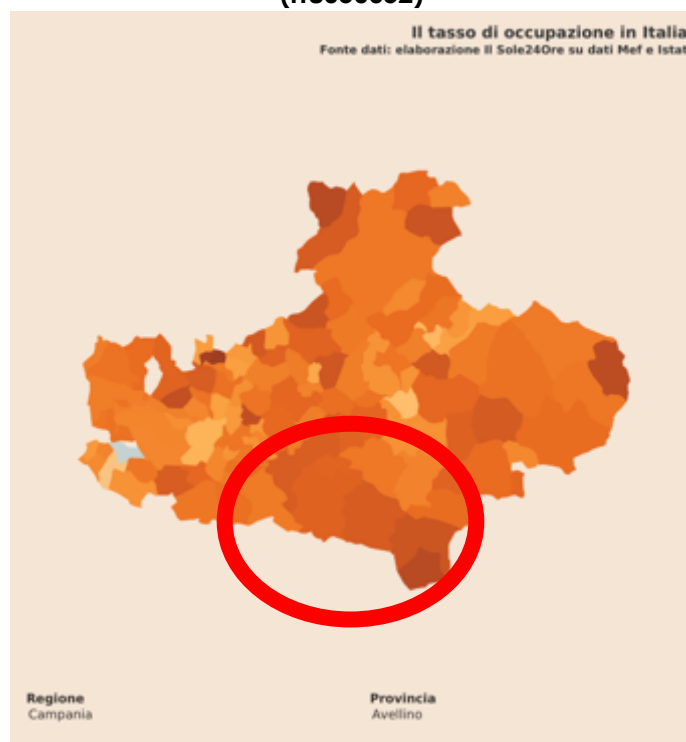 Il tasso di occupazione in Italia
Fonte dati: elaborazione Il Sole24Ore su dati Mef e Istat
Regione
Campania
Provincia
Avellino